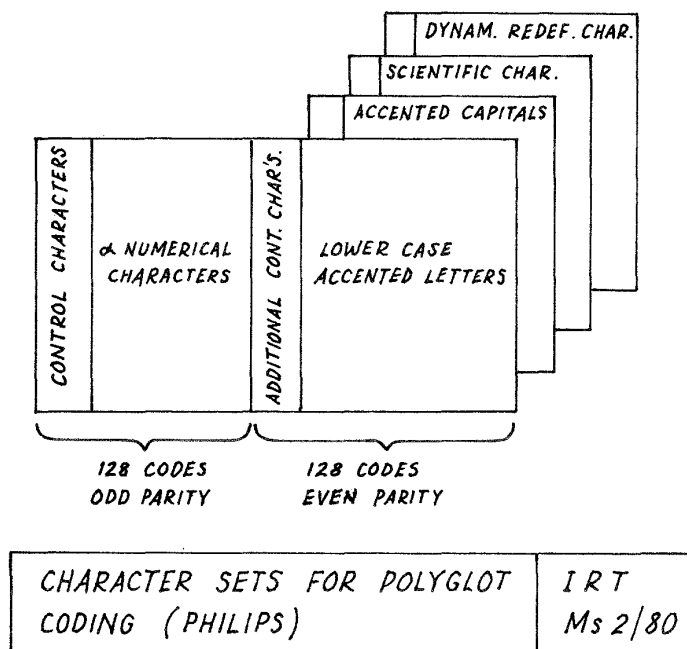 DYNAM. REDEF. CHAR.
SCIENTIFIC CHAR.
ACCENTED CAPITALS
CONTROL CHARACTERS
α NUMERICAL
CHARACTERS
ADDITIONAL CONT. CHAR'S.
LOWER CASE
ACCENTED LETTERS
128 CODES
ODD PARITY
128 CODES
EVEN PARITY
CHARACTER SETS FOR POLYGLOT
CODING (PHILIPS)
IRT
Ms 2/80